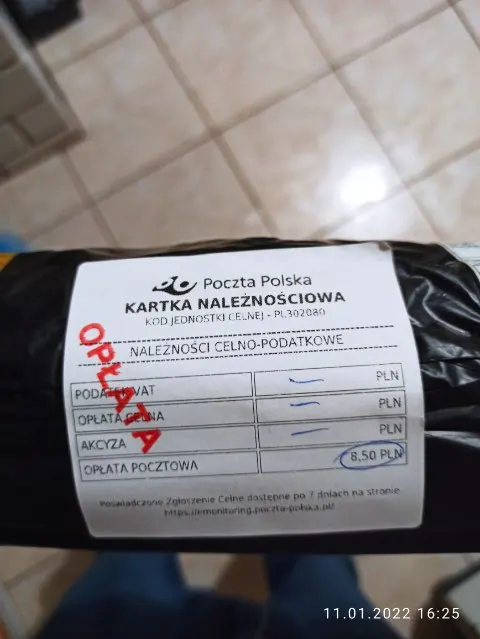 Poczta Polska
KARTKA NALEŻNOŚCIOWA
KOD JEDNOSTKI CELNEJ - PL302080
NALEŻNOŚCI CELNO-PODATKOWE
OPŁATA
PODATEK VAT — PLN
OPŁATA CELNA — PLN
AKCYZA — PLN
OPŁATA POCZTOWA 8,50 PLN
Poświadczone Zgłoszenie Celne dostępne po 7 dniach na stronie
https://emonitoring.poczta-polska.pl/
11.01.2022 16:25